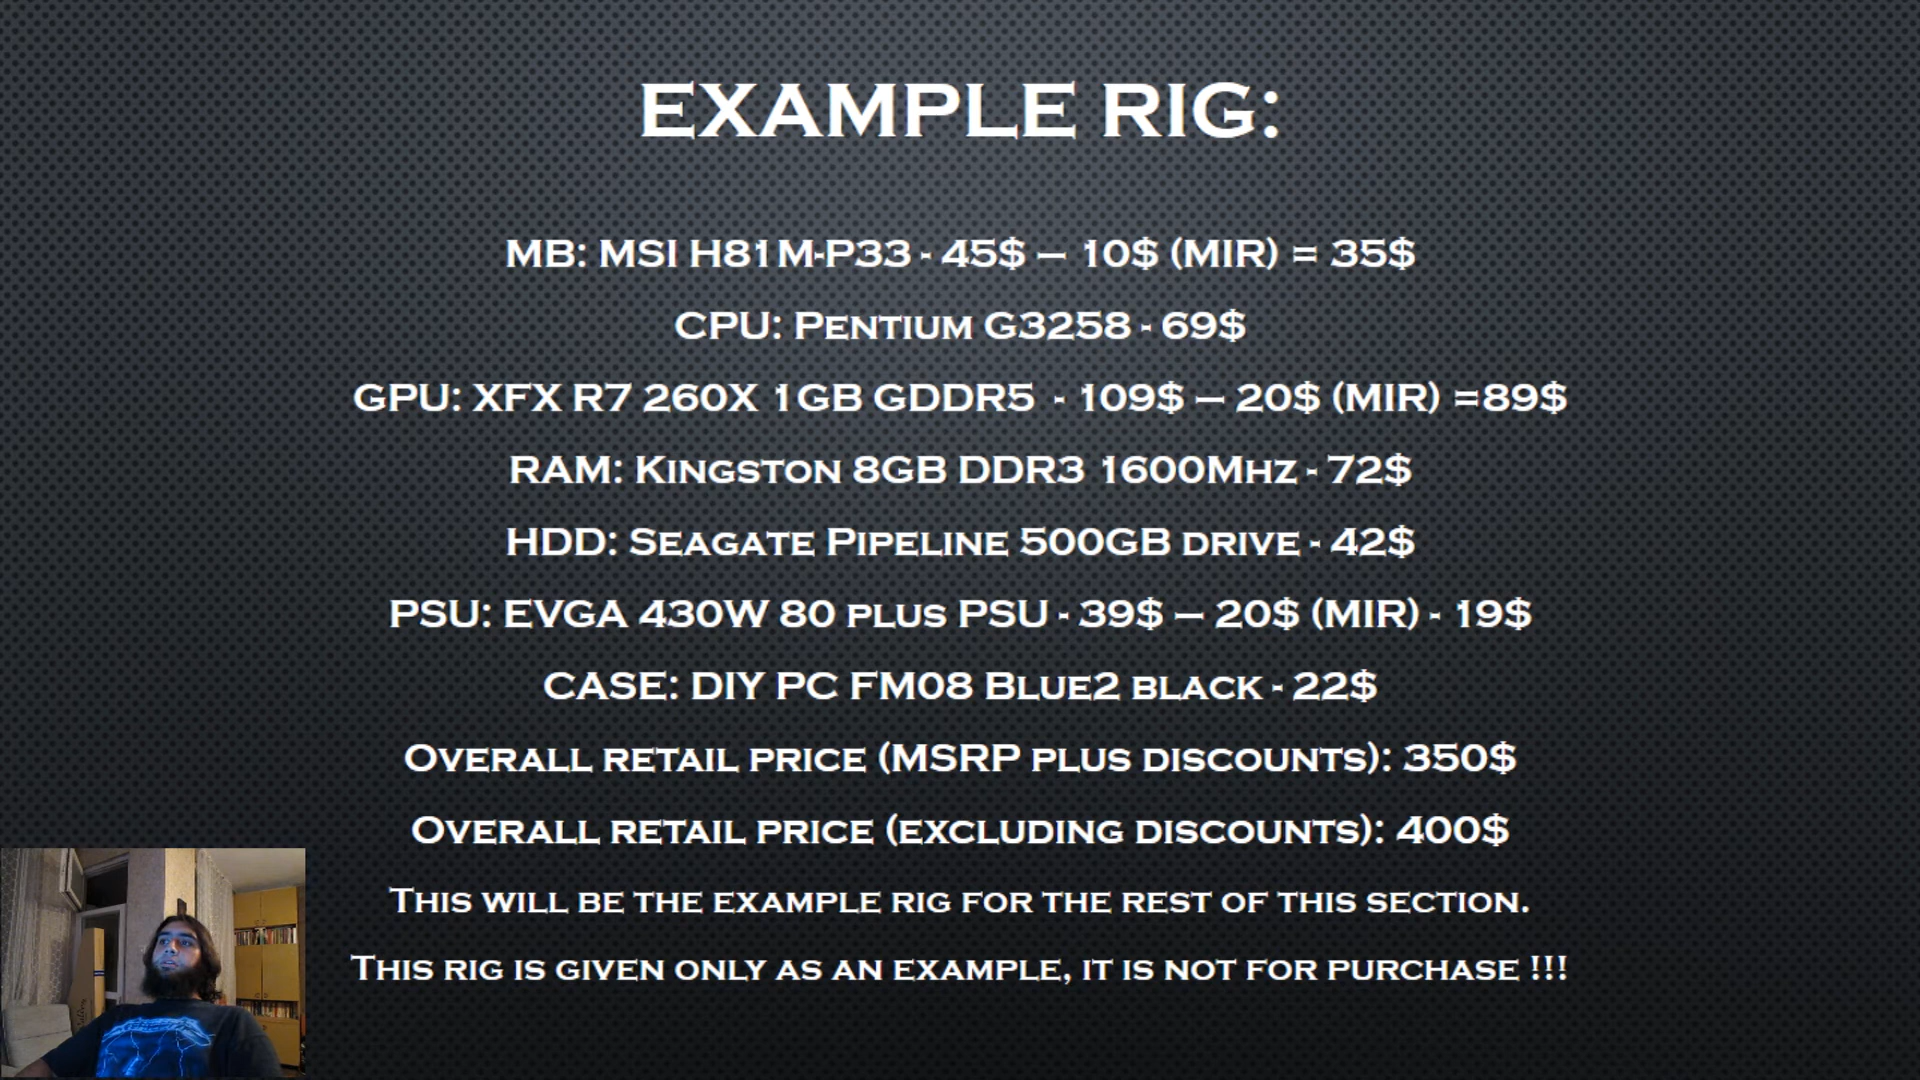 EXAMPLE RIG:
MB: MSI H81M-P33 - 45$ – 10$ (MIR) = 35$
CPU: Pentium G3258 - 69$
GPU: XFX R7 260X 1GB GDDR5 - 109$ – 20$ (MIR) =89$
RAM: Kingston 8GB DDR3 1600Mhz - 72$
HDD: Seagate Pipeline 500GB drive - 42$
PSU: EVGA 430W 80 plus PSU - 39$ – 20$ (MIR) - 19$
CASE: DIY PC FM08 Blue2 black - 22$
Overall retail price (MSRP plus discounts): 350$
Overall retail price (excluding discounts): 400$
This will be the example rig for the rest of this section.
This rig is given only as an example, it is not for purchase !!!